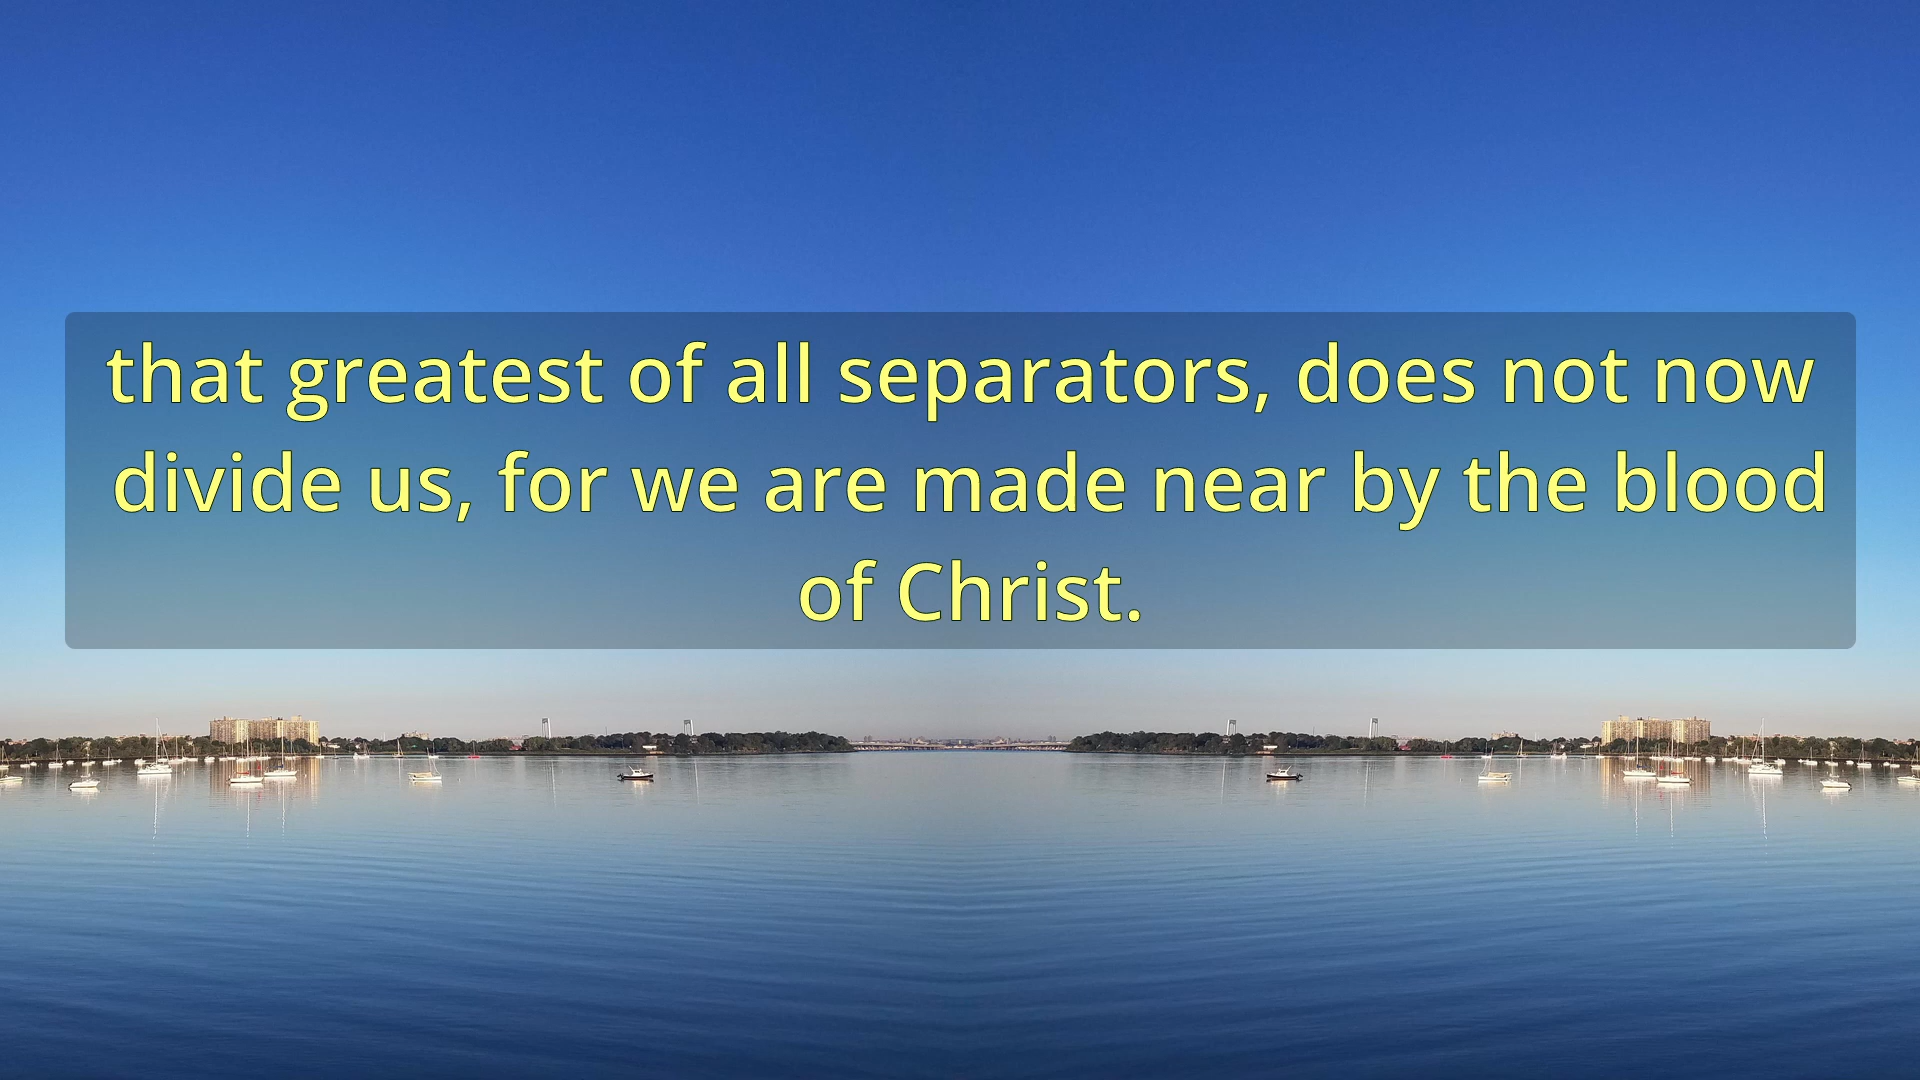 that greatest of all separators, does not now
divide us, for we are made near by the blood
of Christ.